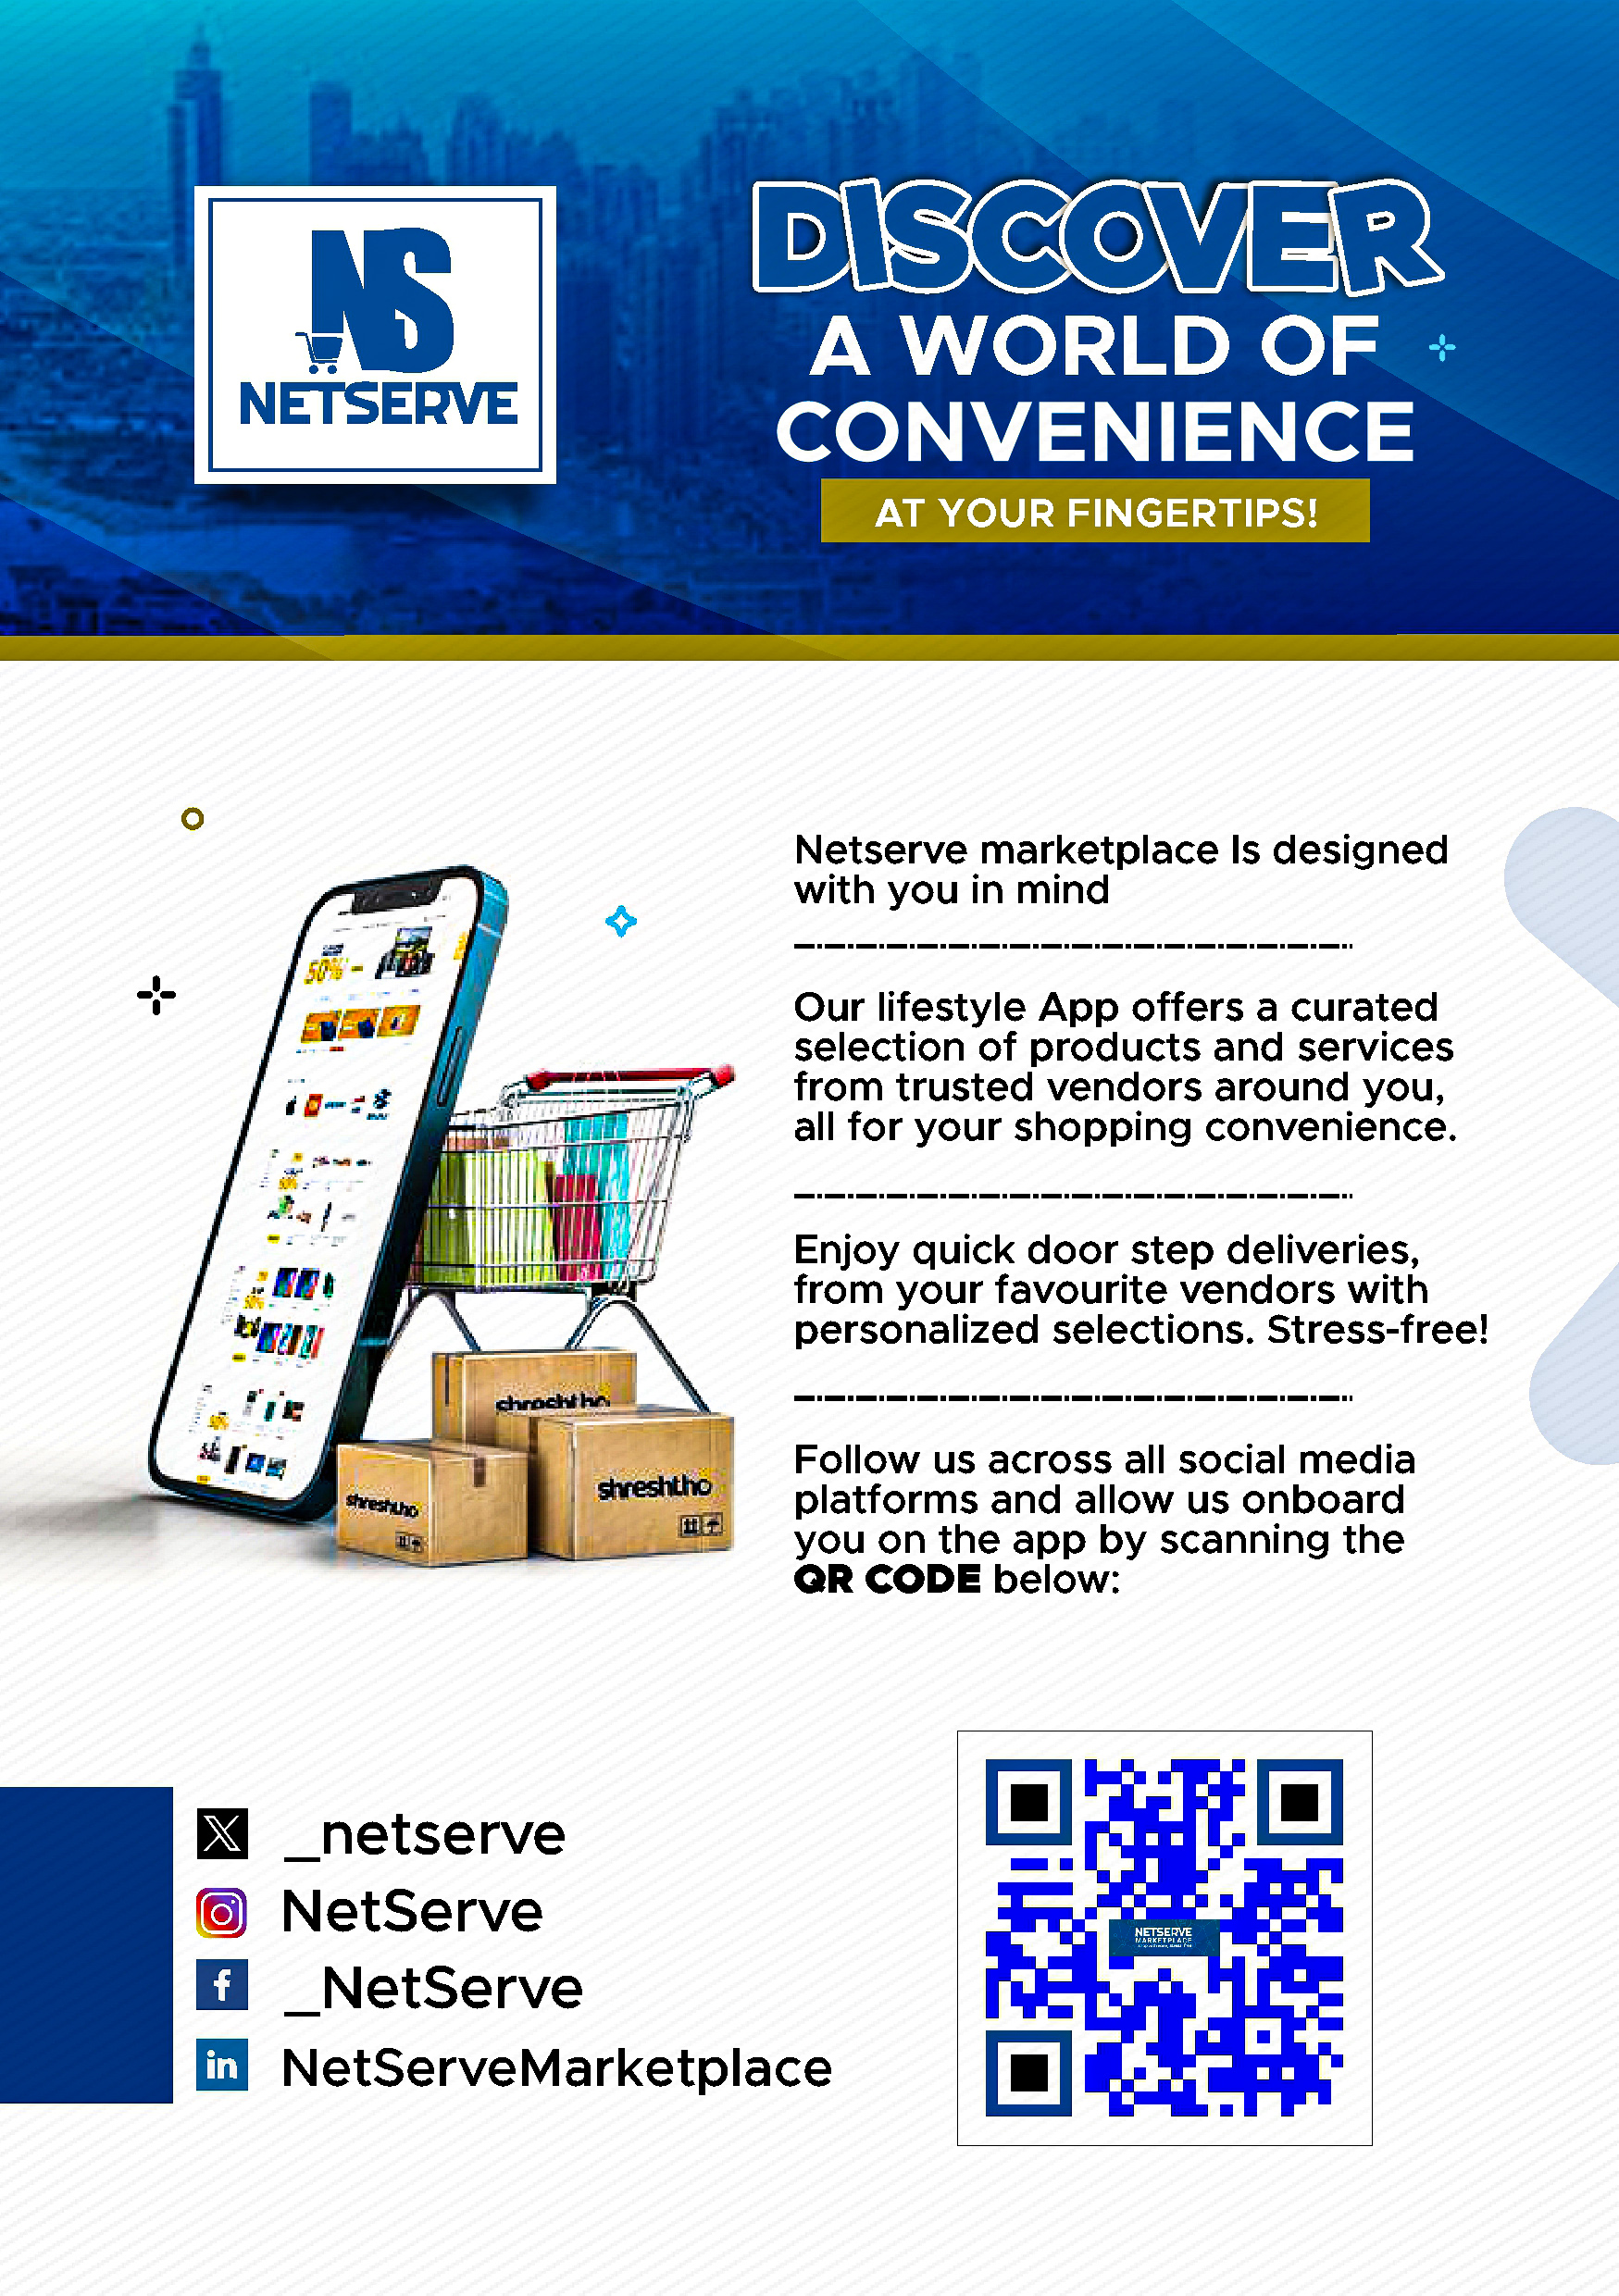 NS
NETSERVE
DISCOVER
A WORLD OF
CONVENIENCE
AT YOUR FINGERTIPS!
Netserve marketplace Is designed
with you in mind
Our lifestyle App offers a curated
selection of products and services
from trusted vendors around you,
all for your shopping convenience.
Enjoy quick door step deliveries,
from your favourite vendors with
personalized selections. Stress-free!
Follow us across all social media
platforms and allow us onboard
you on the app by scanning the
QR CODE below:
50%
shreshtho
shreshtho
shreshtho
_netserve
NetServe
_NetServe
NetServeMarketplace
NETSERVE
MARKETPLACE